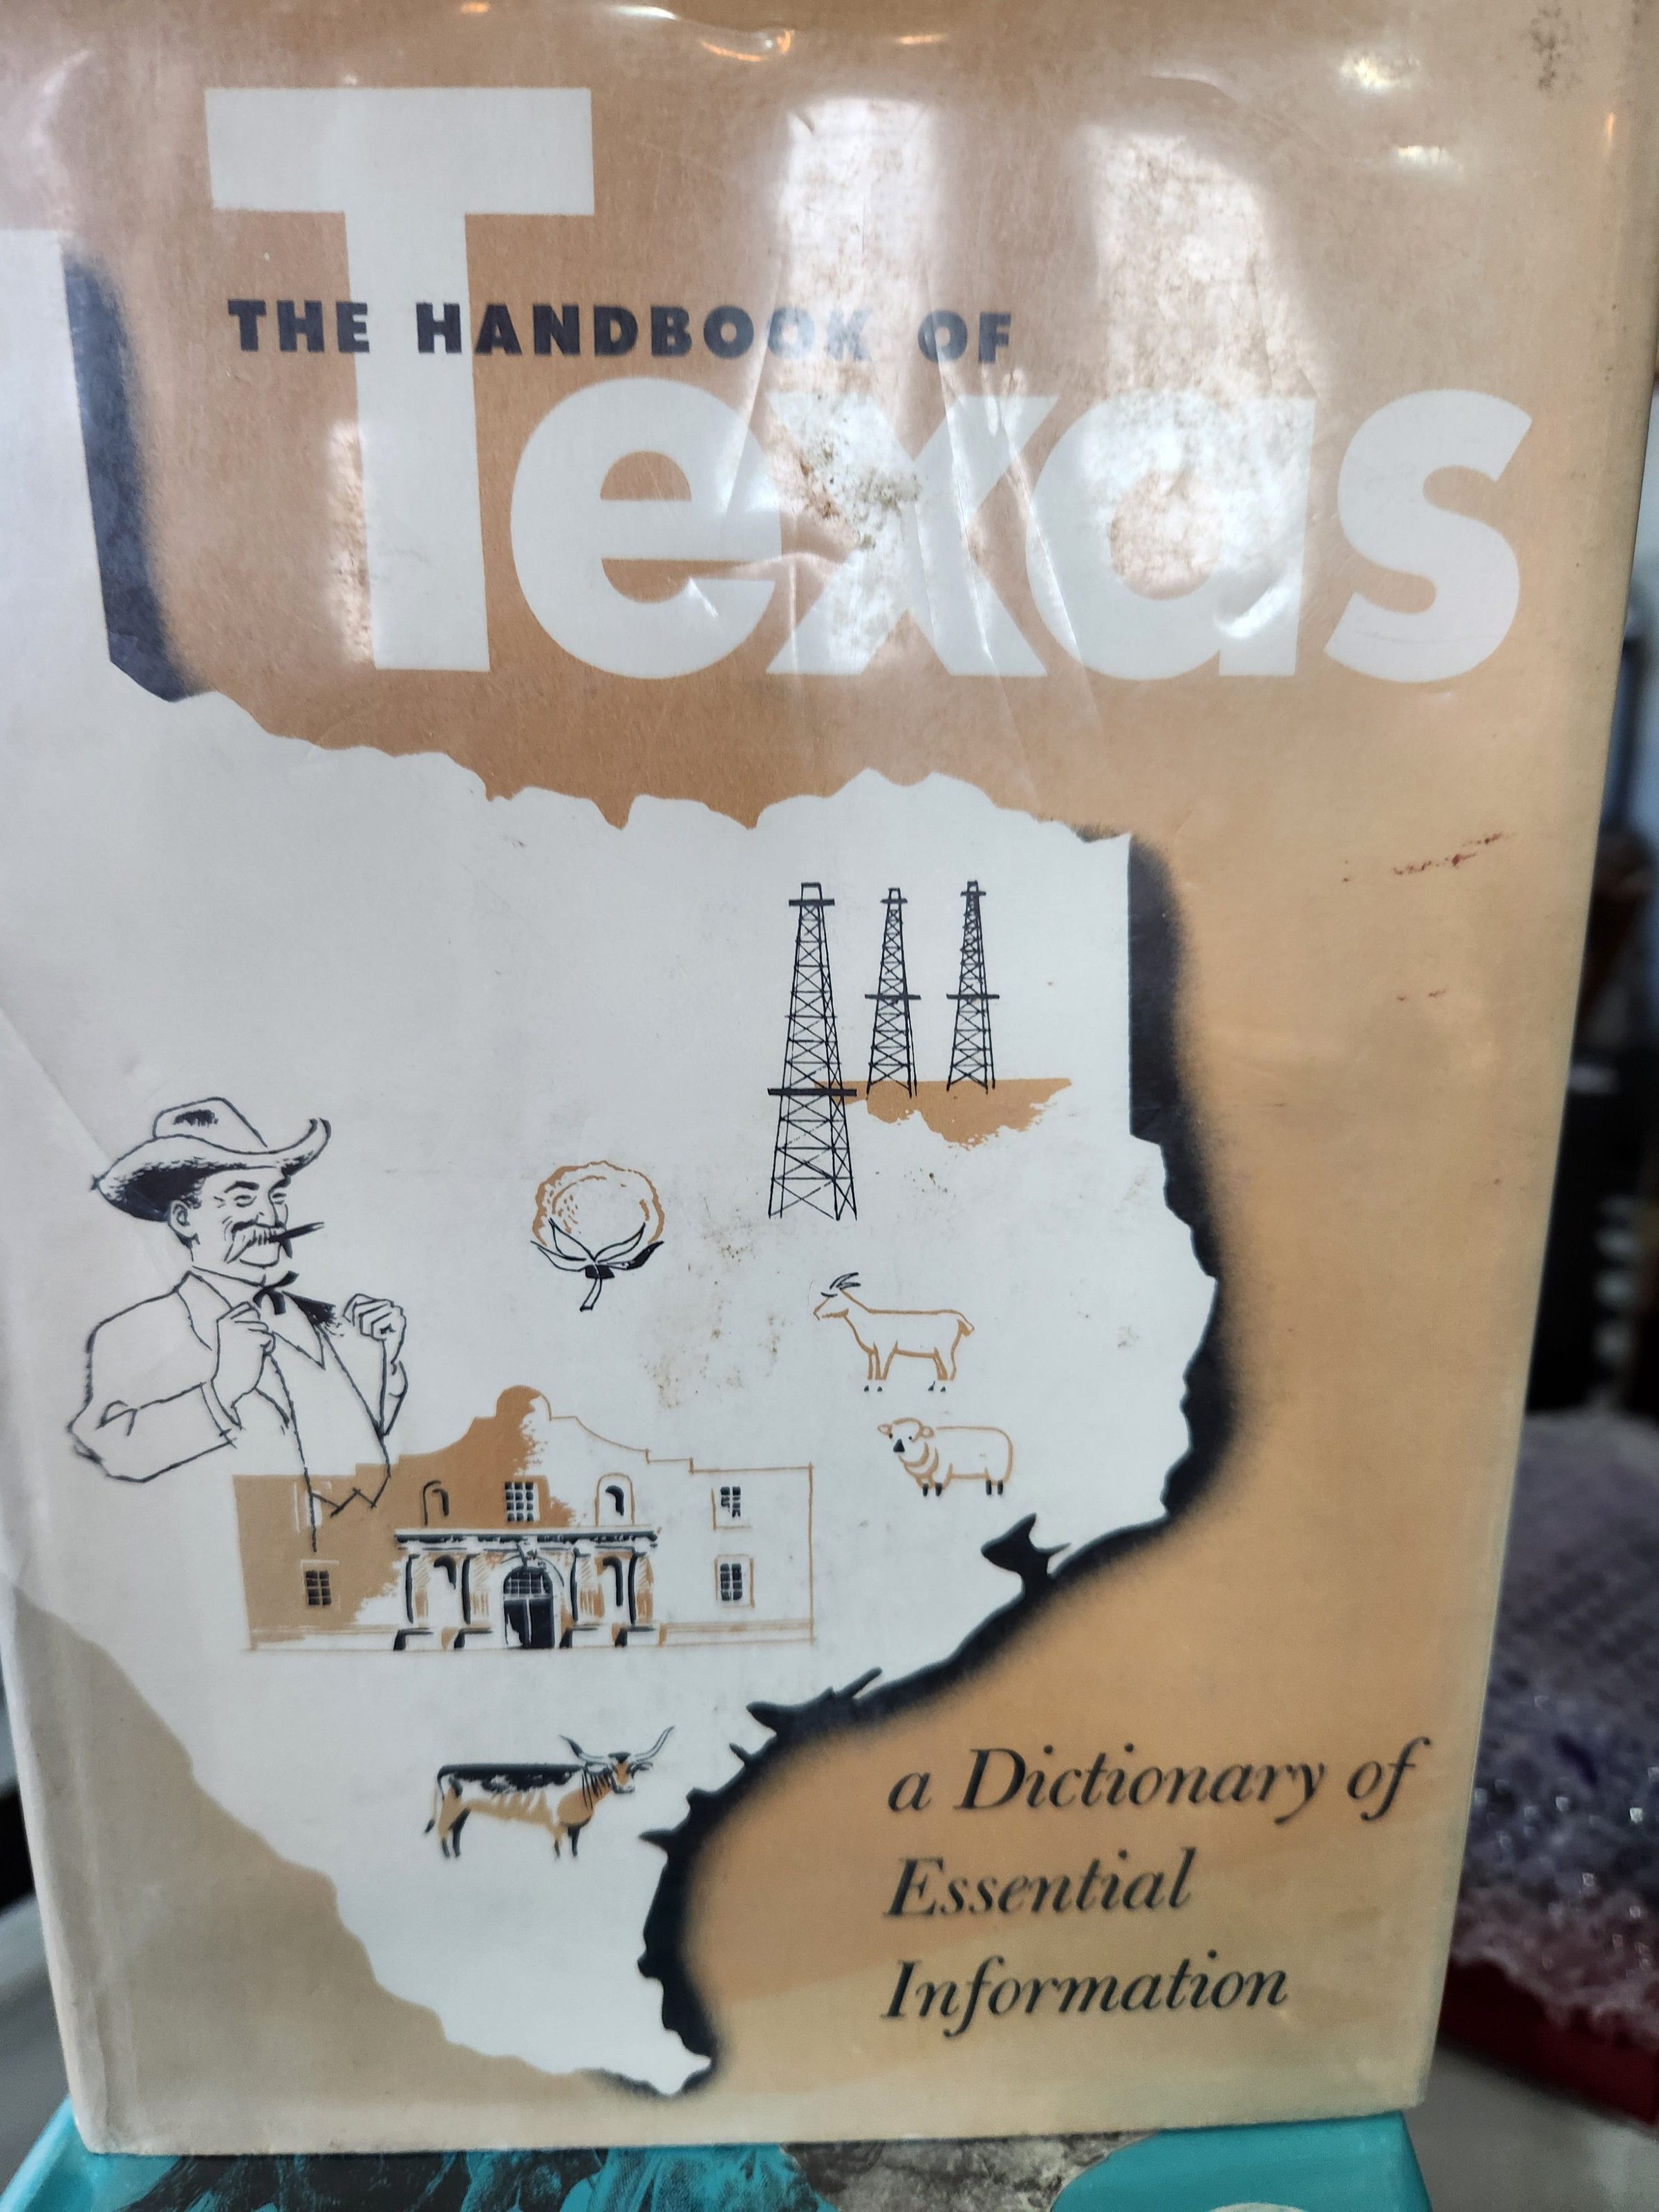 THE HANDBOOK OF
Texas
a Dictionary of
Essential
Information